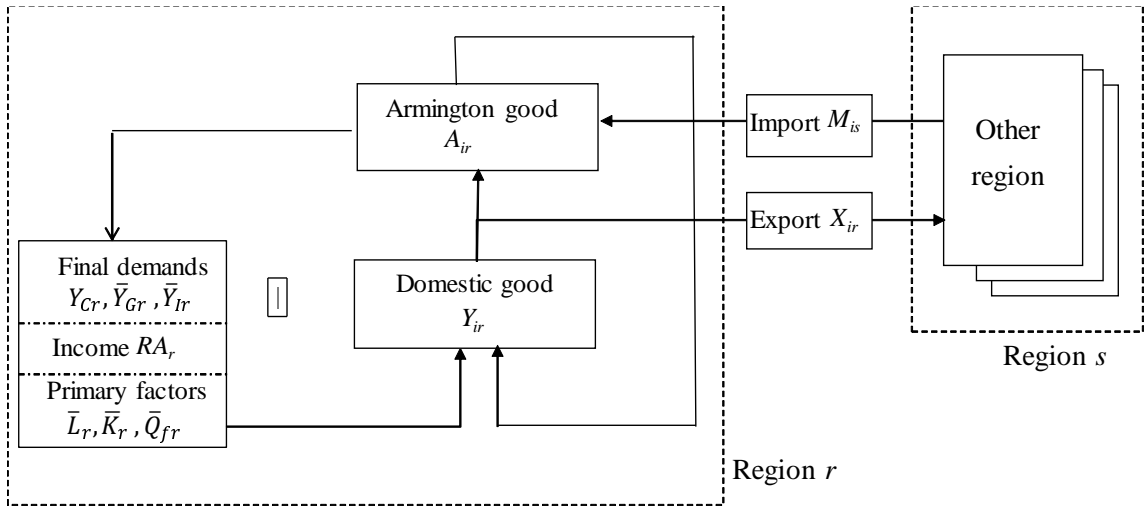 Armington good
A_ir
Import M_is
Other
region
Export X_ir
Final demands
Y_Cr, Ȳ_Gr, Ȳ_Ir
Domestic good
Y_ir
Income RA_r
Primary factors
L̄_r, K̄_r, Q̄_fr
Region s
Region r